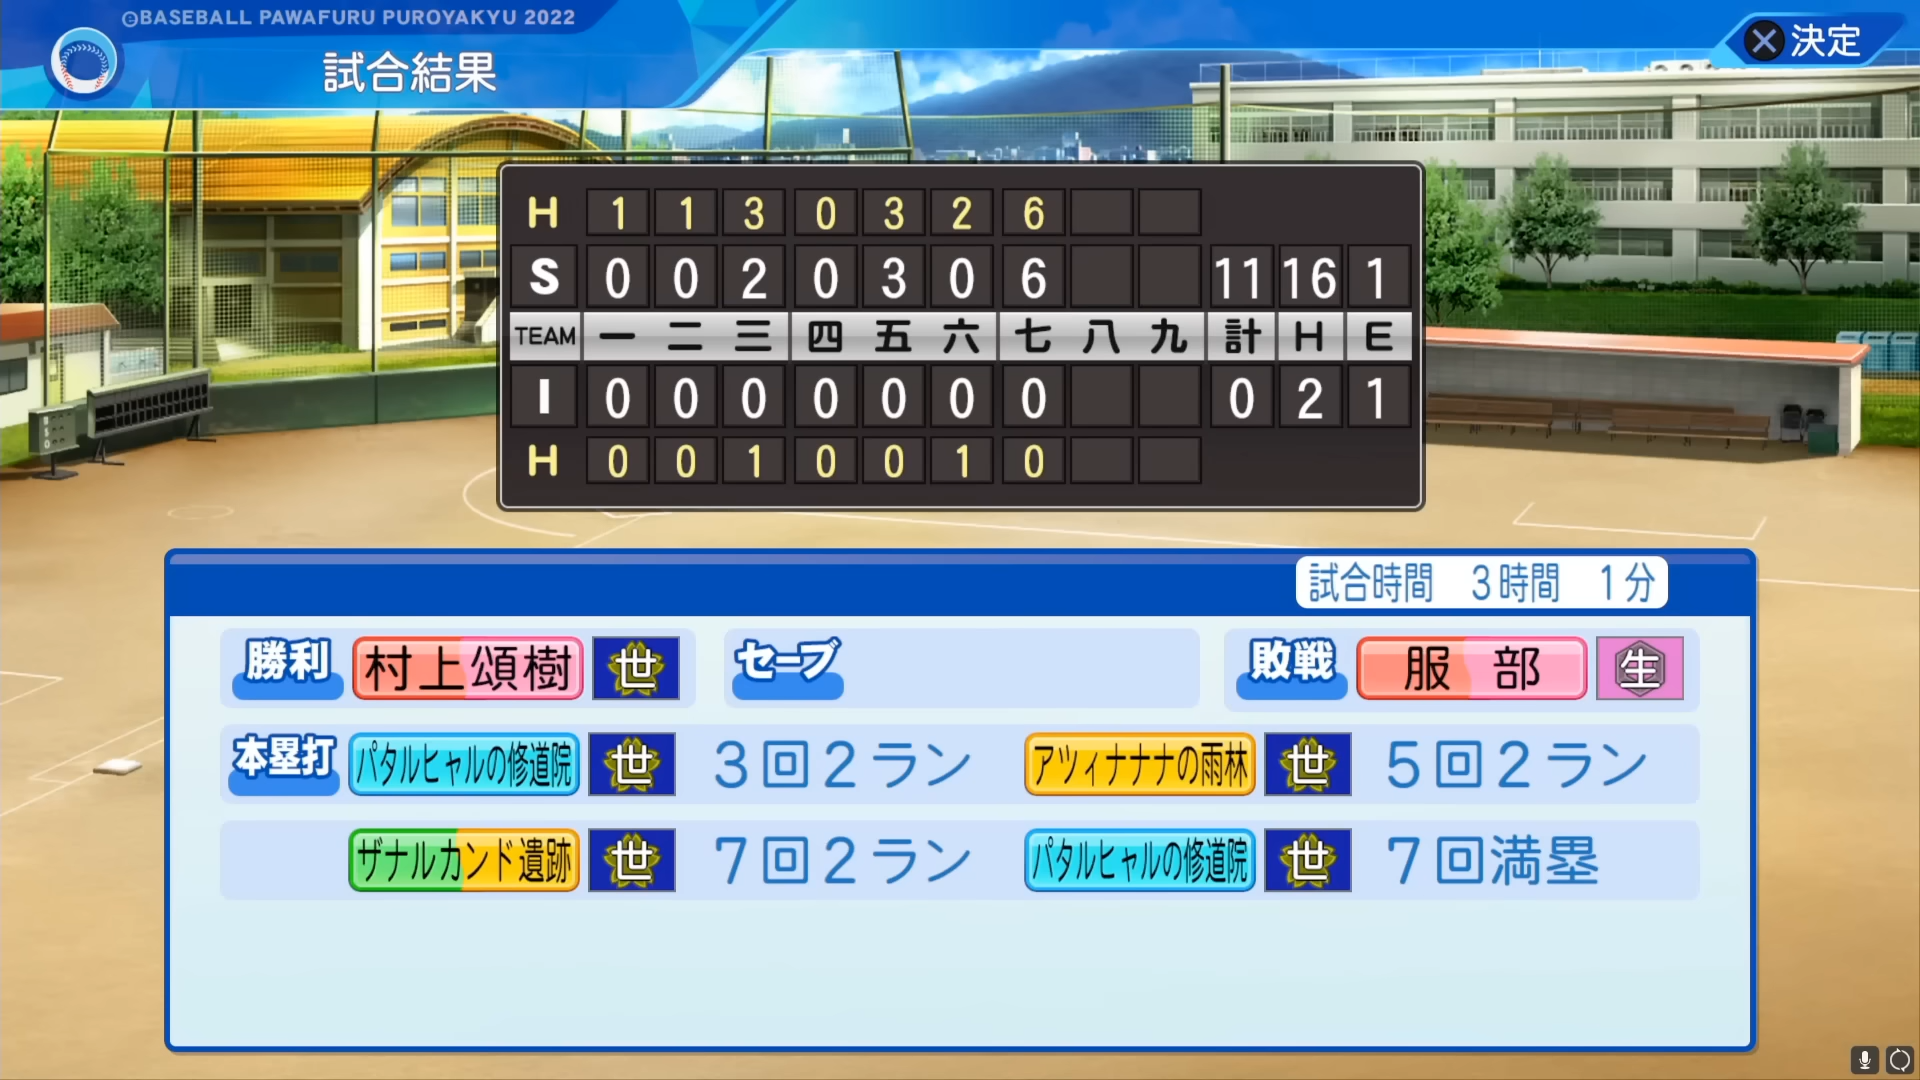 eBASEBALL PAWAFURU PUROYAKYU 2022
試合結果
決定
H 1 1 3 0 3 2 6
S 0 0 2 0 3 0 6 11 16 1
TEAM 一 二 三 四 五 六 七 八 九 計 H E
I 0 0 0 0 0 0 0 0 2 1
H 0 0 1 0 0 1 0
試合時間 3時間 1分
勝利 村上頌樹 世 セーブ 敗戦 服部 生
本塁打 パタルヒャルの修道院 世 3回2ラン アツィナナナの雨林 世 5回2ラン
ザナルカンド遺跡 世 7回2ラン パタルヒャルの修道院 世 7回満塁